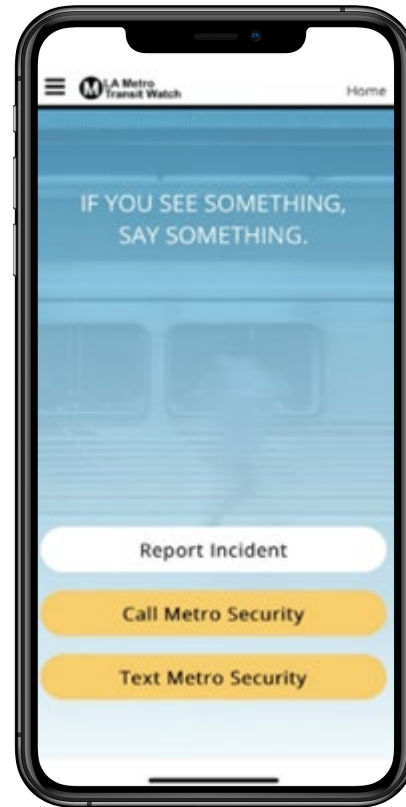 LA Metro
Transit Watch
Home
IF YOU SEE SOMETHING,
SAY SOMETHING.
Report Incident
Call Metro Security
Text Metro Security